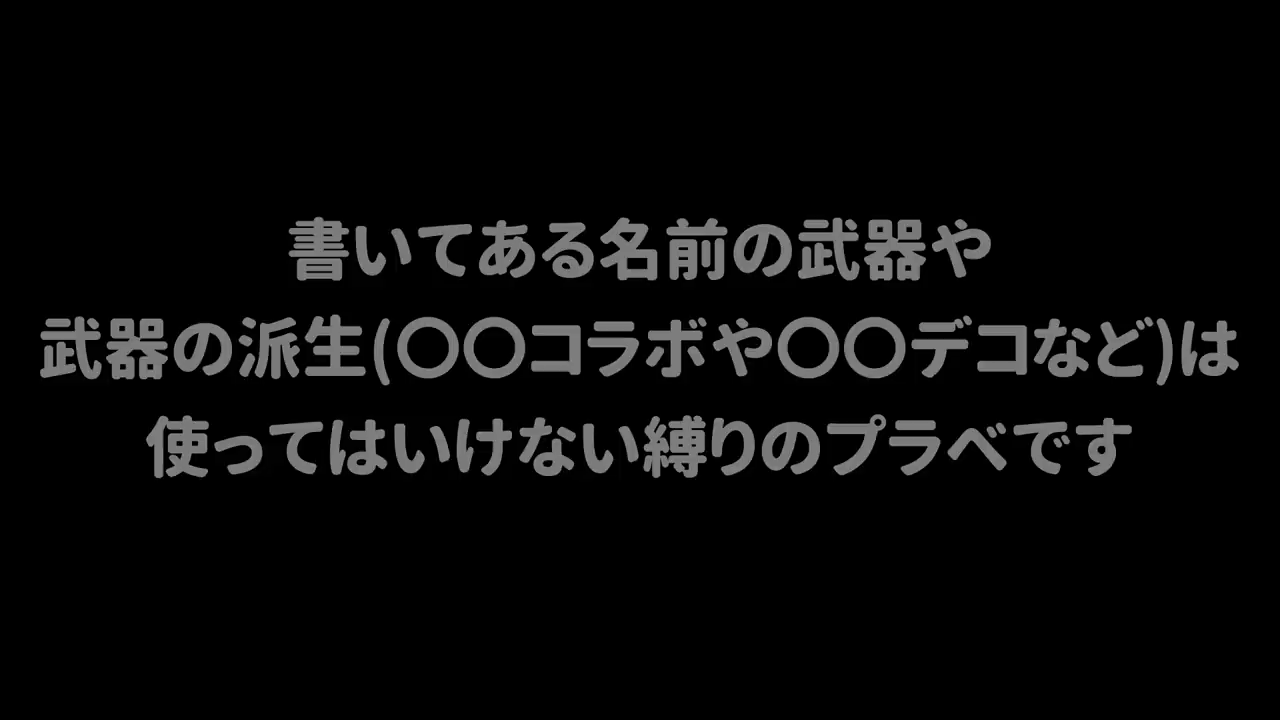 書いてある名前の武器や
武器の派生(〇〇コラボや〇〇デコなど)は
使ってはいけない縛りのプラベです